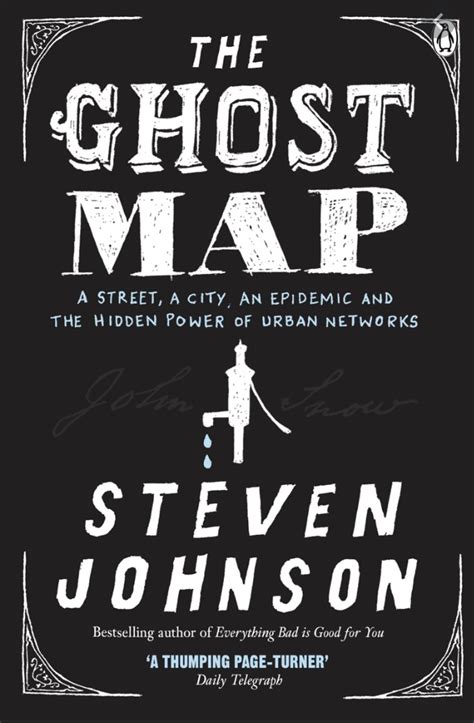 THE
GHOST
MAP
A STREET, A CITY, AN EPIDEMIC AND
THE HIDDEN POWER OF URBAN NETWORKS
John Snow
STEVEN
JOHNSON
Bestselling author of Everything Bad is Good for You
'A THUMPING PAGE-TURNER'
Daily Telegraph